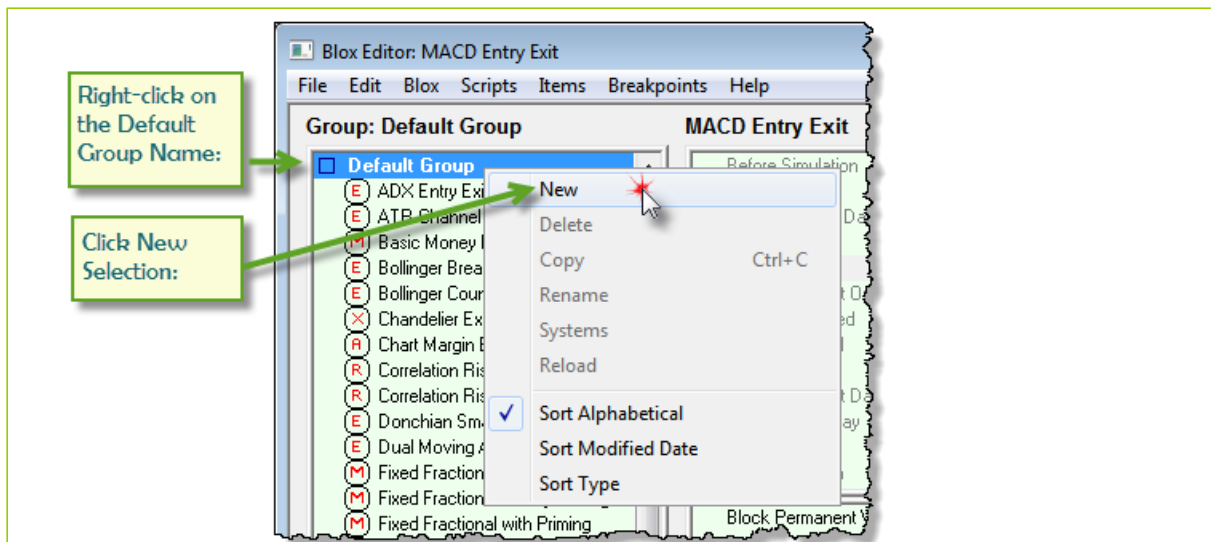 Blox Editor: MACD Entry Exit
File Edit Blox Scripts Items Breakpoints Help
Right-click on
the Default
Group Name:
Group: Default Group
MACD Entry Exit
Default Group
Before Simulation
E ADX Entry Exi
New
E ATR Channel
Delete
M Basic Money
Click New
Selection:
E Bollinger Brea
Copy Ctrl+C
E Bollinger Coun
Rename
X Chandelier Ex
Systems
A Chart Margin
Reload
R Correlation Ris
R Correlation Ris
Sort Alphabetical
E Donchian Sma
E Dual Moving
Sort Modified Date
M Fixed Fraction
Sort Type
M Fixed Fraction
M Fixed Fractional with Priming
Block Permanent